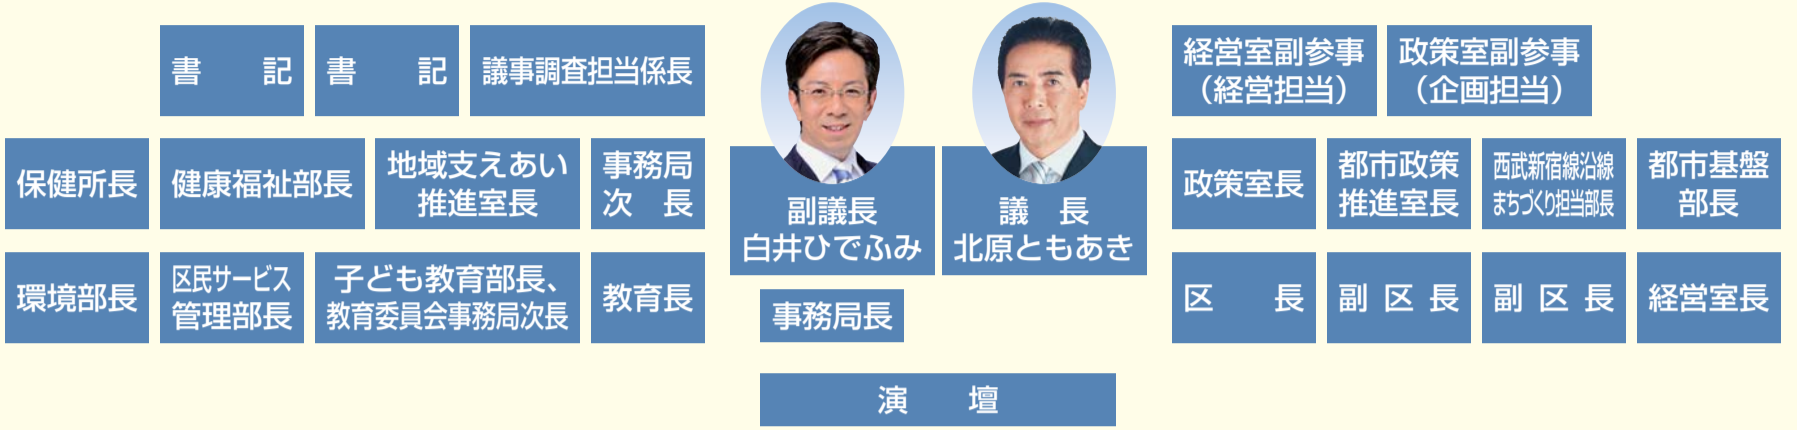 書　　記
書　　記
議事調査担当係長
経営室副参事
（経営担当）
政策室副参事
（企画担当）
保健所長
健康福祉部長
地域支えあい
推進室長
事務局
次　長
副議長
白井ひでふみ
議　長
北原ともあき
政策室長
都市政策
推進室長
西武新宿線沿線
まちづくり担当部長
都市基盤
部長
環境部長
区民サービス
管理部長
子ども教育部長、
教育委員会事務局次長
教育長
事務局長
区　　長
副 区 長
副 区 長
経営室長
演　　壇